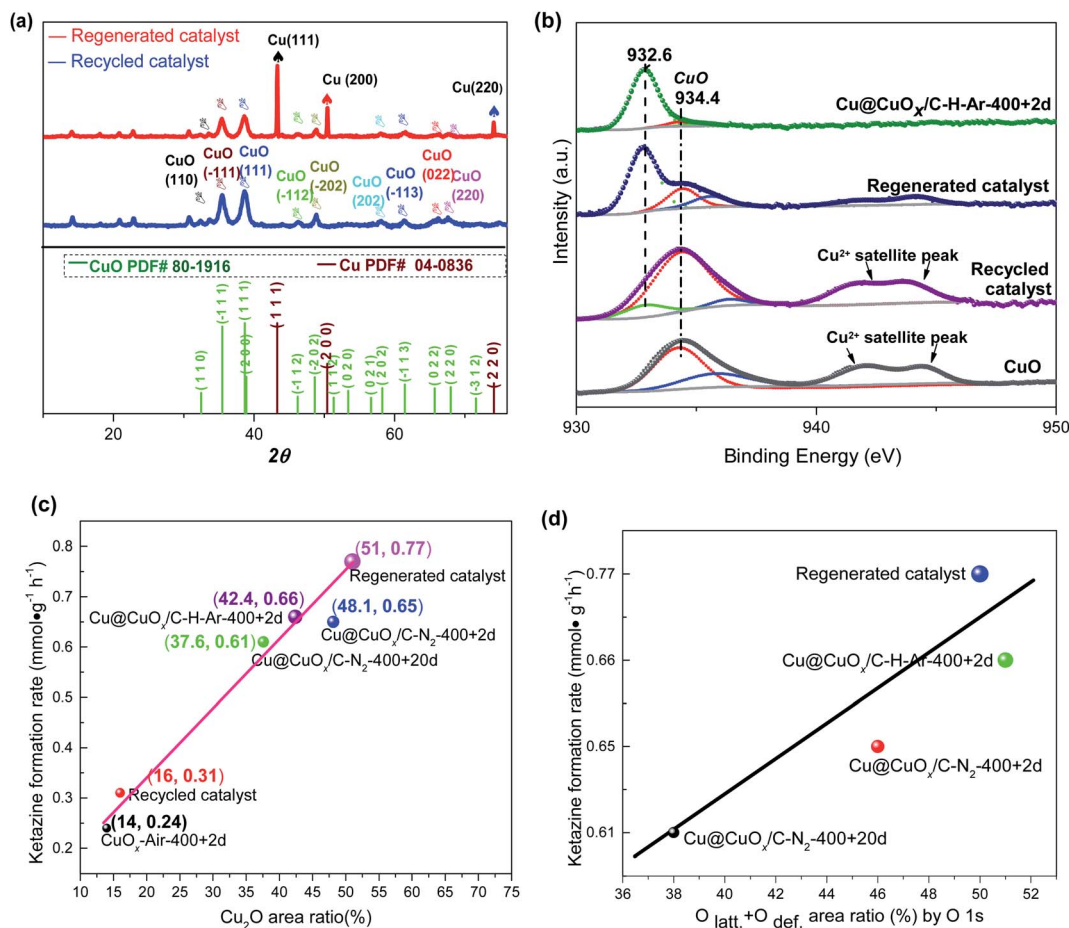 (a)
Regenerated catalyst
Recycled catalyst
Cu(111)
Cu (200)
Cu(220)
CuO
(110)
CuO
(-111)
CuO
(111)
CuO
(-112)
CuO
(-202)
CuO
(202)
CuO
(-113)
CuO
(022)
CuO
(220)
CuO PDF# 80-1916
Cu PDF# 04-0836
(1 1 0)
(-1 1 1)
(1 1 1)
(-2 0 0)
(1 1 1)
(-1 1 2)
(-2 0 2)
(2 0 0)
(1 1 2)
(0 2 0)
(0 2 1)
(2 0 2)
(-1 1 3)
(0 2 2)
(2 2 0)
(-3 1 2)
(2 2 0)
20
40
60
2θ
(b)
932.6
CuO
934.4
Cu@CuOₓ/C-H-Ar-400+2d
Regenerated catalyst
Cu²⁺ satellite peak
Recycled
catalyst
Cu²⁺ satellite peak
CuO
Intensity (a.u.)
930
940
950
Binding Energy (eV)
(c)
Ketazine formation rate (mmol•g⁻¹ h⁻¹)
0.8
0.7
0.6
0.5
0.4
0.3
0.2
(51, 0.77)
Regenerated catalyst
(42.4, 0.66)
Cu@CuOₓ/C-H-Ar-400+2d
(48.1, 0.65)
Cu@CuOₓ/C-N₂-400+2d
(37.6, 0.61)
Cu@CuOₓ/C-N₂-400+20d
(16, 0.31)
Recycled catalyst
(14, 0.24)
CuOₓ-Air-400+2d
10 15 20 25 30 35 40 45 50 55 60 65 70 75
Cu₂O area ratio(%)
(d)
Ketazine formation rate (mmol• g⁻¹h⁻¹)
0.77
0.66
0.65
0.61
Regenerated catalyst
Cu@CuOₓ/C-H-Ar-400+2d
Cu@CuOₓ/C-N₂-400+2d
Cu@CuOₓ/C-N₂-400+20d
36 38 40 42 44 46 48 50 52
O latt.+O def. area ratio (%) by O 1s